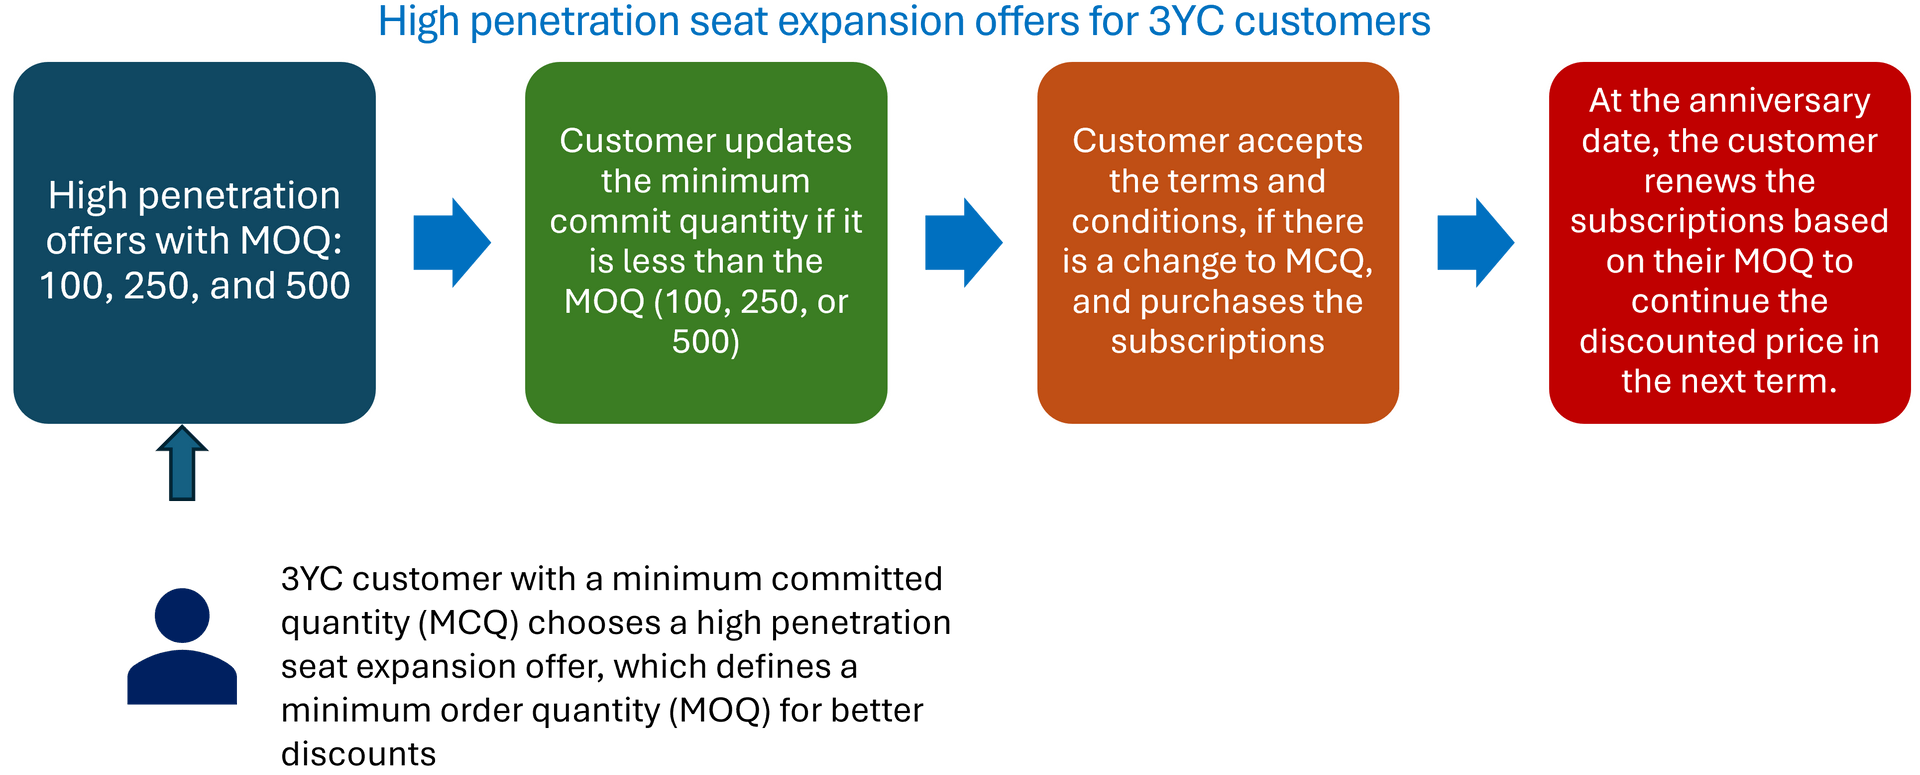 High penetration seat expansion offers for 3YC customers
High penetration
offers with MOQ:
100, 250, and 500
Customer updates
the minimum
commit quantity if it
is less than the
MOQ (100, 250, or
500)
Customer accepts
the terms and
conditions, if there
is a change to MCQ,
and purchases the
subscriptions
At the anniversary
date, the customer
renews the
subscriptions based
on their MOQ to
continue the
discounted price in
the next term.
3YC customer with a minimum committed
quantity (MCQ) chooses a high penetration
seat expansion offer, which defines a
minimum order quantity (MOQ) for better
discounts